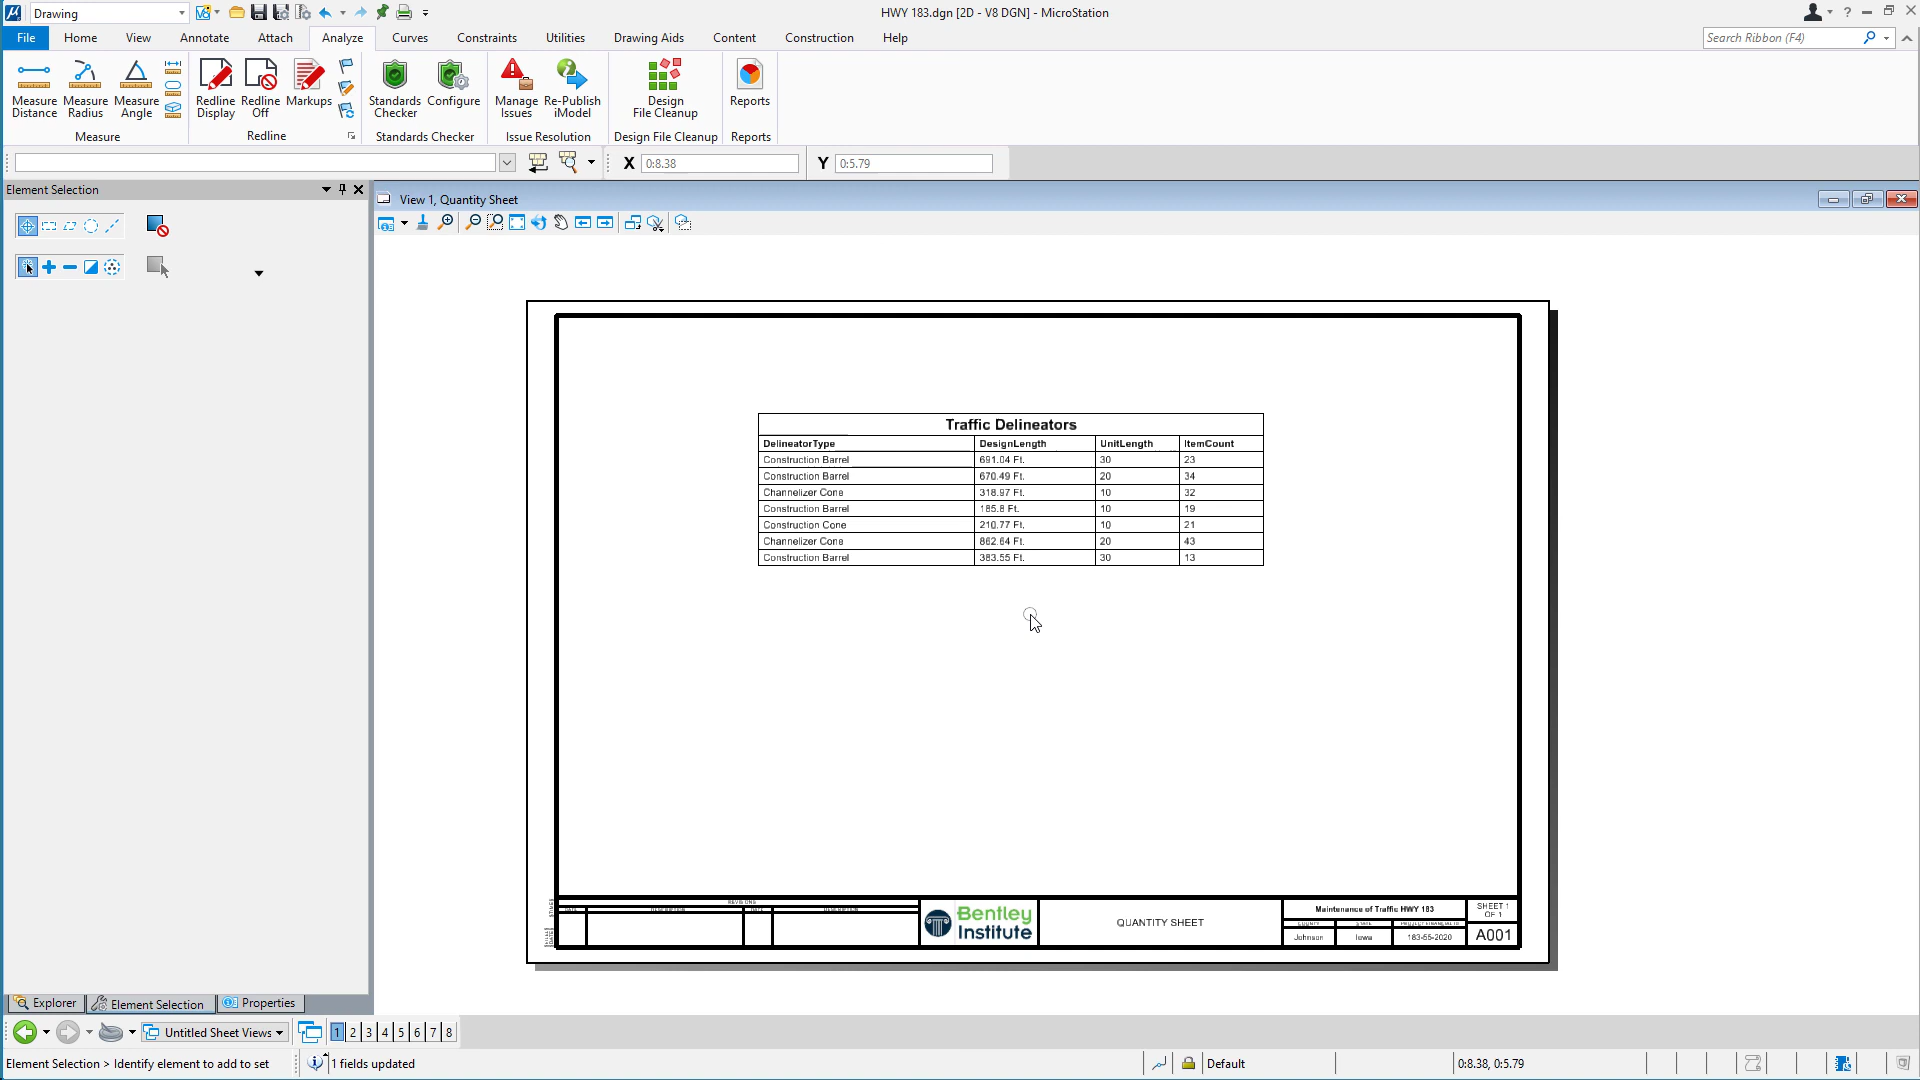 Drawing
HWY 183.dgn [2D - V8 DGN] - MicroStation
File Home View Annotate Attach Analyze Curves Constraints Utilities Drawing Aids Content Construction Help
Search Ribbon (F4)
Measure Distance
Measure Radius
Measure Angle
Redline Display
Redline Off
Markups
Standards Checker
Configure
Manage Issues
Re-Publish iModel
Design File Cleanup
Reports
Measure Redline Standards Checker Issue Resolution Design File Cleanup Reports
X 0:8.38 Y 0:5.79
Element Selection
View 1, Quantity Sheet
Traffic Delineators
DelineatorType DesignLength UnitLength ItemCount
Construction Barrel 691.04 Ft. 30 23
Construction Barrel 670.49 Ft. 20 34
Channelizer Cone 318.97 Ft. 10 32
Construction Barrel 185.8 Ft. 10 19
Construction Cone 210.77 Ft. 10 21
Channelizer Cone 862.64 Ft. 20 43
Construction Barrel 383.55 Ft. 30 13
REVISIONS
DATE DESCRIPTION DATE DESCRIPTION
Bentley Institute
QUANTITY SHEET
Maintenance of Traffic HWY 183
COUNTY STATE
Johnson Iowa 183-55-2020
SHEET 1 OF 1
A001
Explorer Element Selection Properties
Untitled Sheet Views 1 2 3 4 5 6 7 8
Element Selection > Identify element to add to set
1 fields updated
Default
0:8.38, 0:5.79